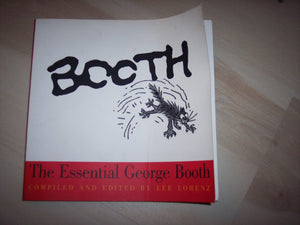 BOOTH
The Essential George Booth
COMPILED AND EDITED BY LEE LORENZ